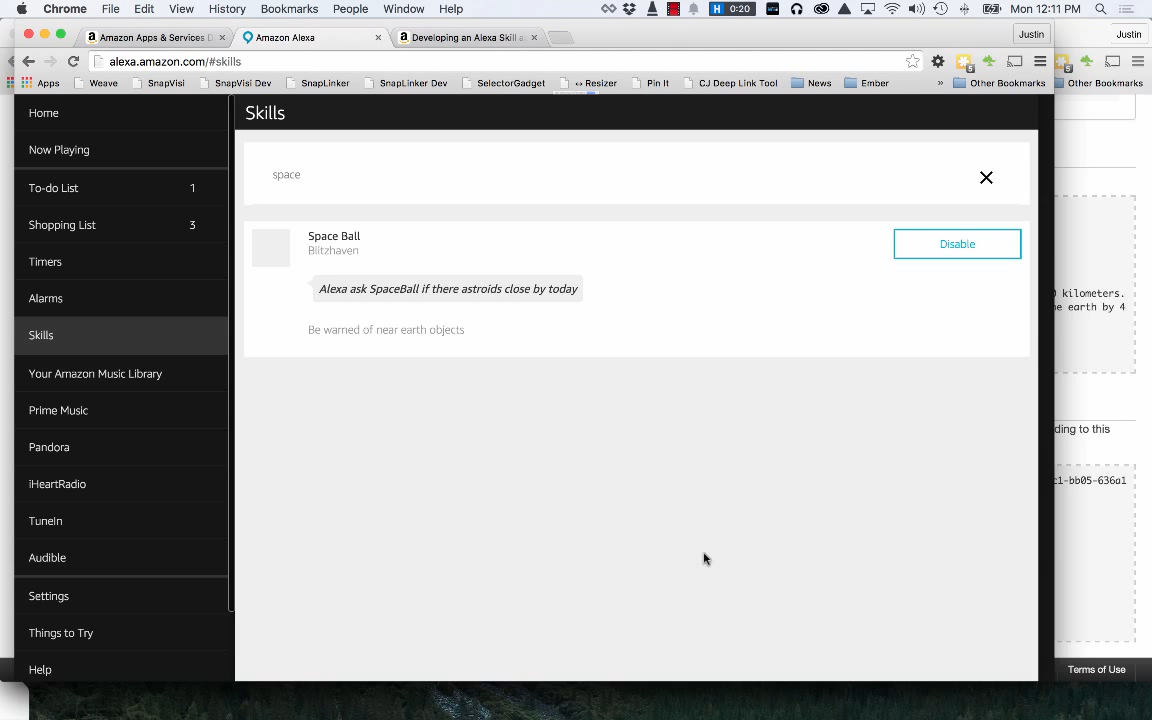 Chrome File Edit View History Bookmarks People Window Help H 0:20 Mon 12:11 PM
Amazon Apps & Services D Amazon Alexa Developing an Alexa Skill a Justin Justin
alexa.amazon.com/#skills 5 5
Apps Weave SnapVisi SnapVisi Dev SnapLinker SnapLinker Dev SelectorGadget ↔ Resizer Pin It CJ Deep Link Tool News Ember » Other Bookmarks Other Bookmarks
Home
Skills
Now Playing
space
To-do List 1
Shopping List 3
Space Ball
Disable
Blitzhaven
Timers
Alexa ask SpaceBall if there astroids close by today
Alarms
kilometers.
e earth by 4
Be warned of near earth objects
Skills
Your Amazon Music Library
Prime Music
ding to this
Pandora
iHeartRadio
c1-bb05-636a1
TuneIn
Audible
Settings
Things to Try
Help
Terms of Use